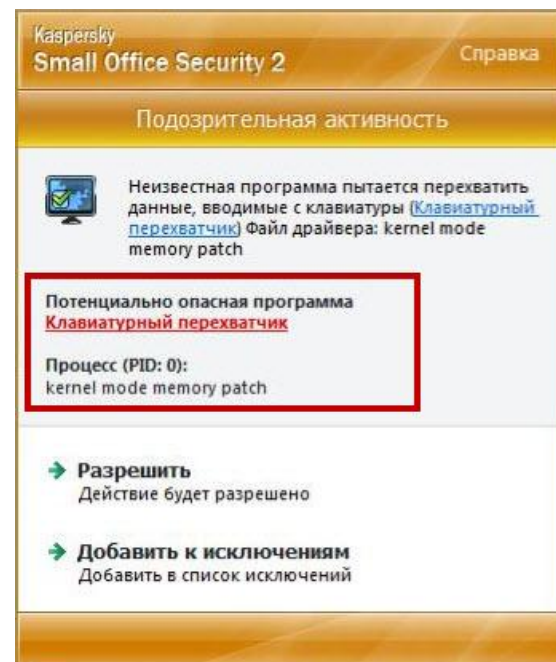 Kaspersky
Small Office Security 2
Справка
Подозрительная активность
Неизвестная программа пытается перехватить
данные, вводимые с клавиатуры (Клавиатурный
перехватчик) Файл драйвера: kernel mode
memory patch
Потенциально опасная программа
Клавиатурный перехватчик
Процесс (PID: 0):
kernel mode memory patch
Разрешить
Действие будет разрешено
Добавить к исключениям
Добавить в список исключений